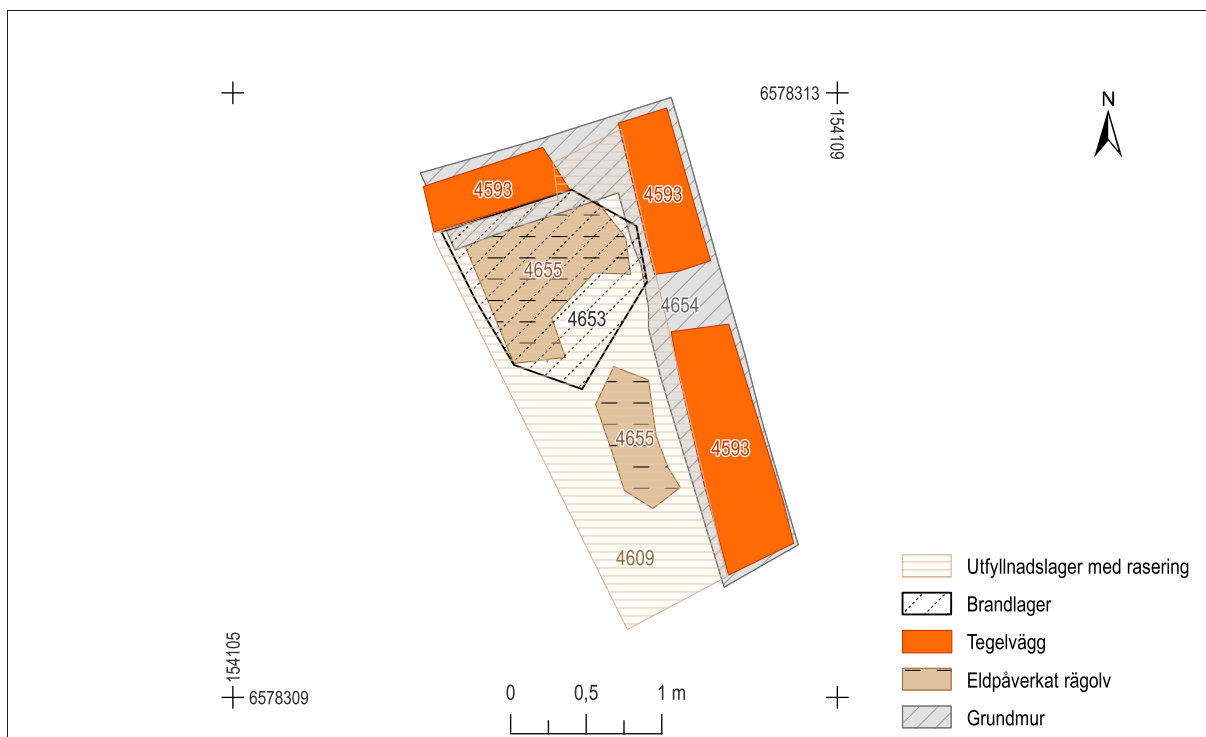 6578313
154109
N
4593
4593
4655
4654
4653
4655
4593
4609
154105
6578309
0 0,5 1 m
Utfyllnadslager med rasering
Brandlager
Tegelvägg
Eldpåverkat rägolv
Grundmur